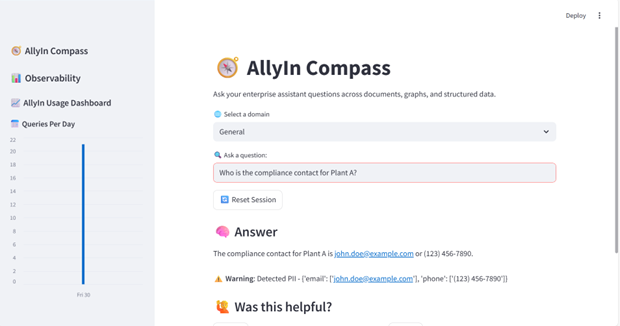 Deploy
AllyIn Compass
Observability
AllyIn Usage Dashboard
Queries Per Day
22
20
18
16
14
12
10
8
6
4
2
0
Fri 30
AllyIn Compass
Ask your enterprise assistant questions across documents, graphs, and structured data.
Select a domain
General
Ask a question:
Who is the compliance contact for Plant A?
Reset Session
Answer
The compliance contact for Plant A is john.doe@example.com or (123) 456-7890.
Warning: Detected PII - {'email': ['john.doe@example.com'], 'phone': ['(123) 456-7890']}
Was this helpful?